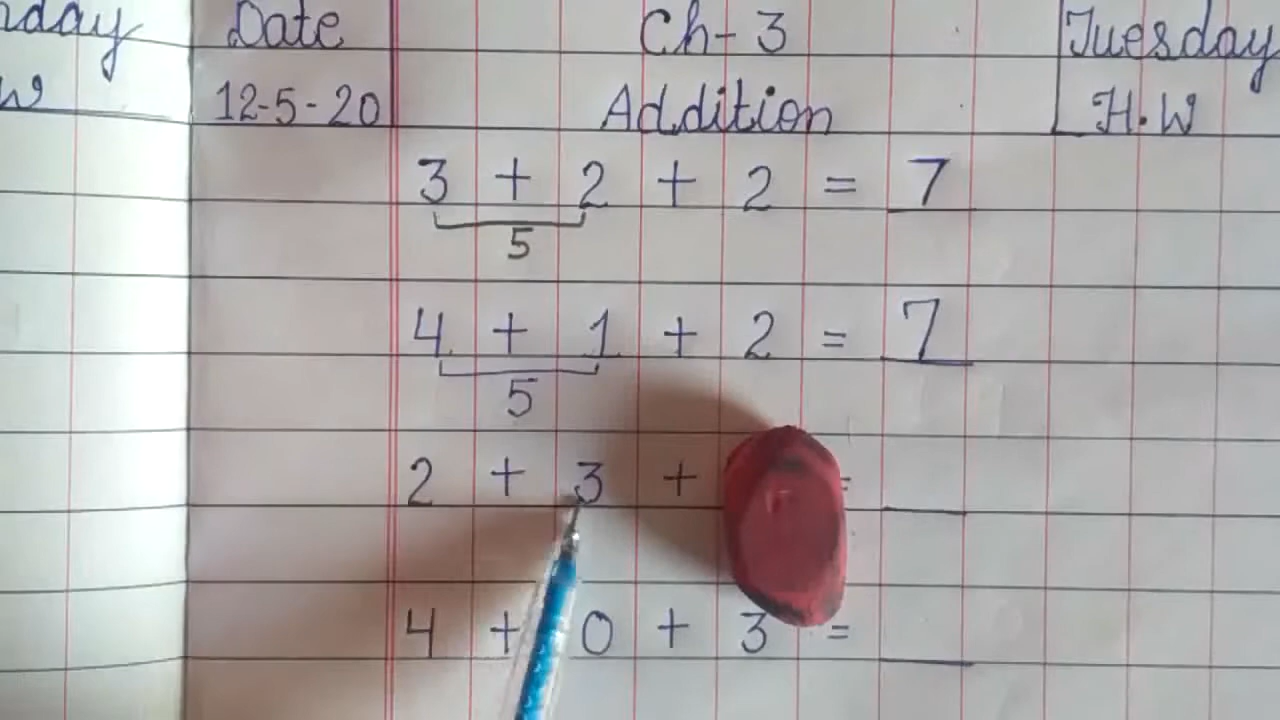 Date Ch-3 Tuesday
12-5-20 Addition H.W
3 + 2 + 2 = 7
5
4 + 1 + 2 = 7
5
2 + 3 + =
4 + 0 + 3 =